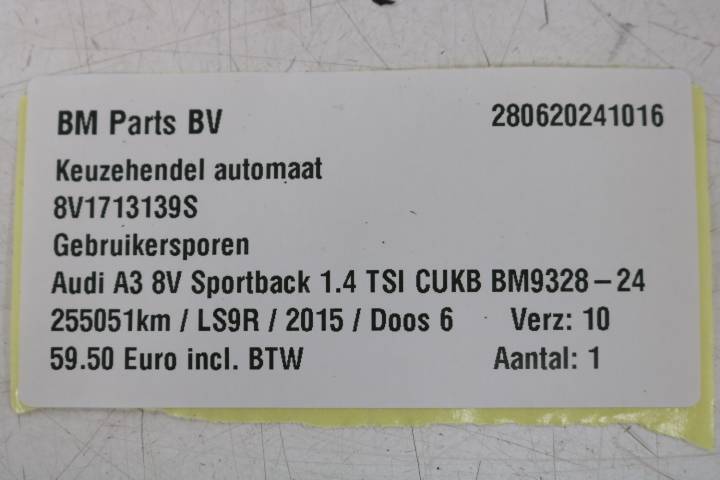 BM Parts BV 280620241016
Keuzehendel automaat
8V1713139S
Gebruikersporen
Audi A3 8V Sportback 1.4 TSI CUKB BM9328-24
255051km / LS9R / 2015 / Doos 6 Verz: 10
59.50 Euro incl. BTW Aantal: 1